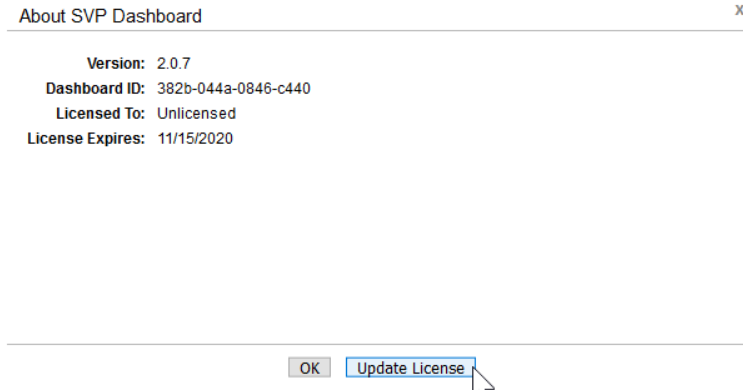 About SVP Dashboard
X
Version: 2.0.7
Dashboard ID: 382b-044a-0846-c440
Licensed To: Unlicensed
License Expires: 11/15/2020
OK Update License